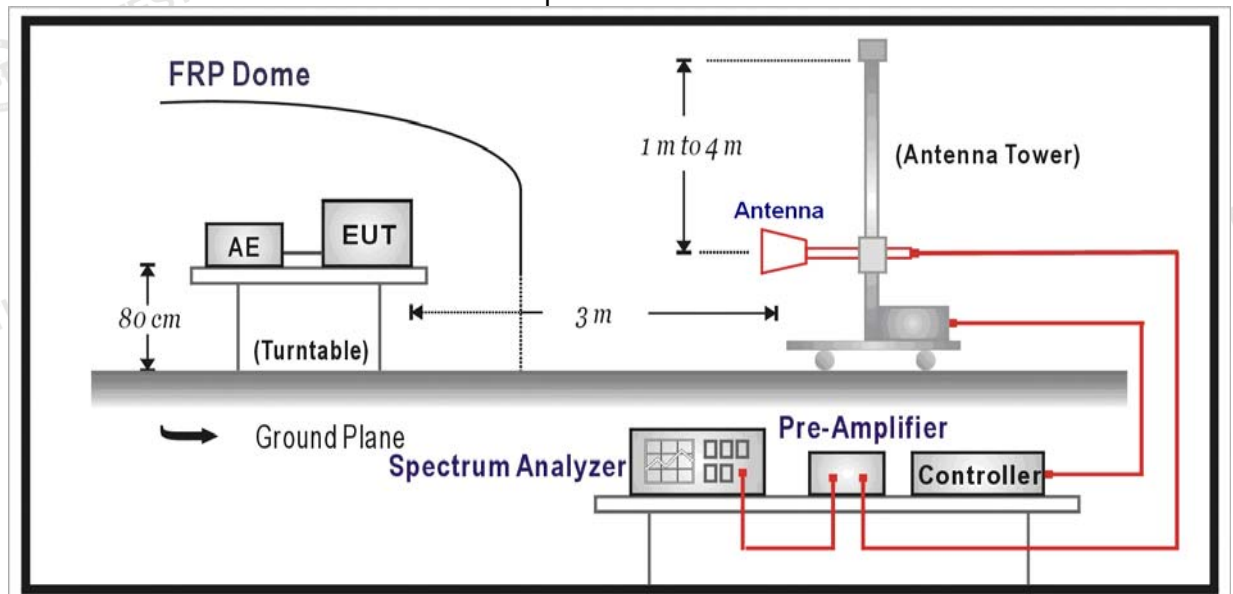 FRP Dome
1 m to 4 m
(Antenna Tower)
Antenna
AE
EUT
80 cm
3 m
(Turntable)
Ground Plane
Pre-Amplifier
Spectrum Analyzer
Controller